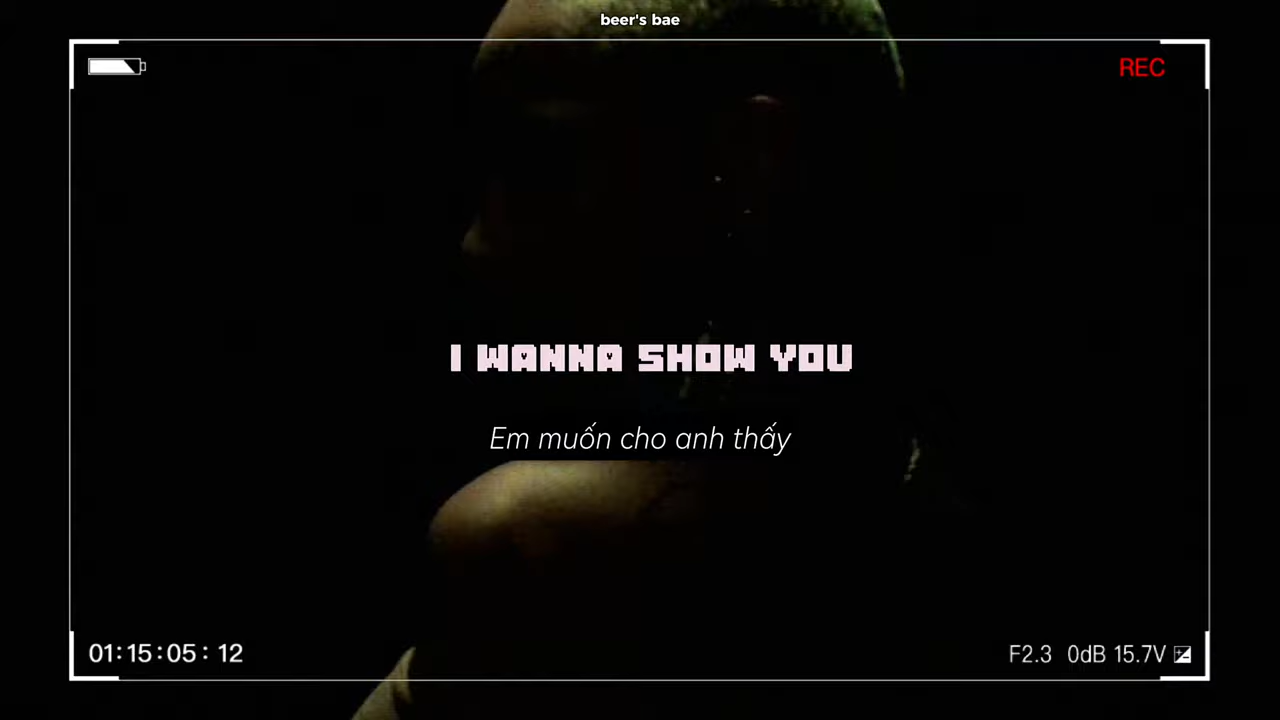 beer's bae
REC
I WANNA SHOW YOU
Em muốn cho anh thấy
01:15:05: 12
F2.3 0dB 15.7V